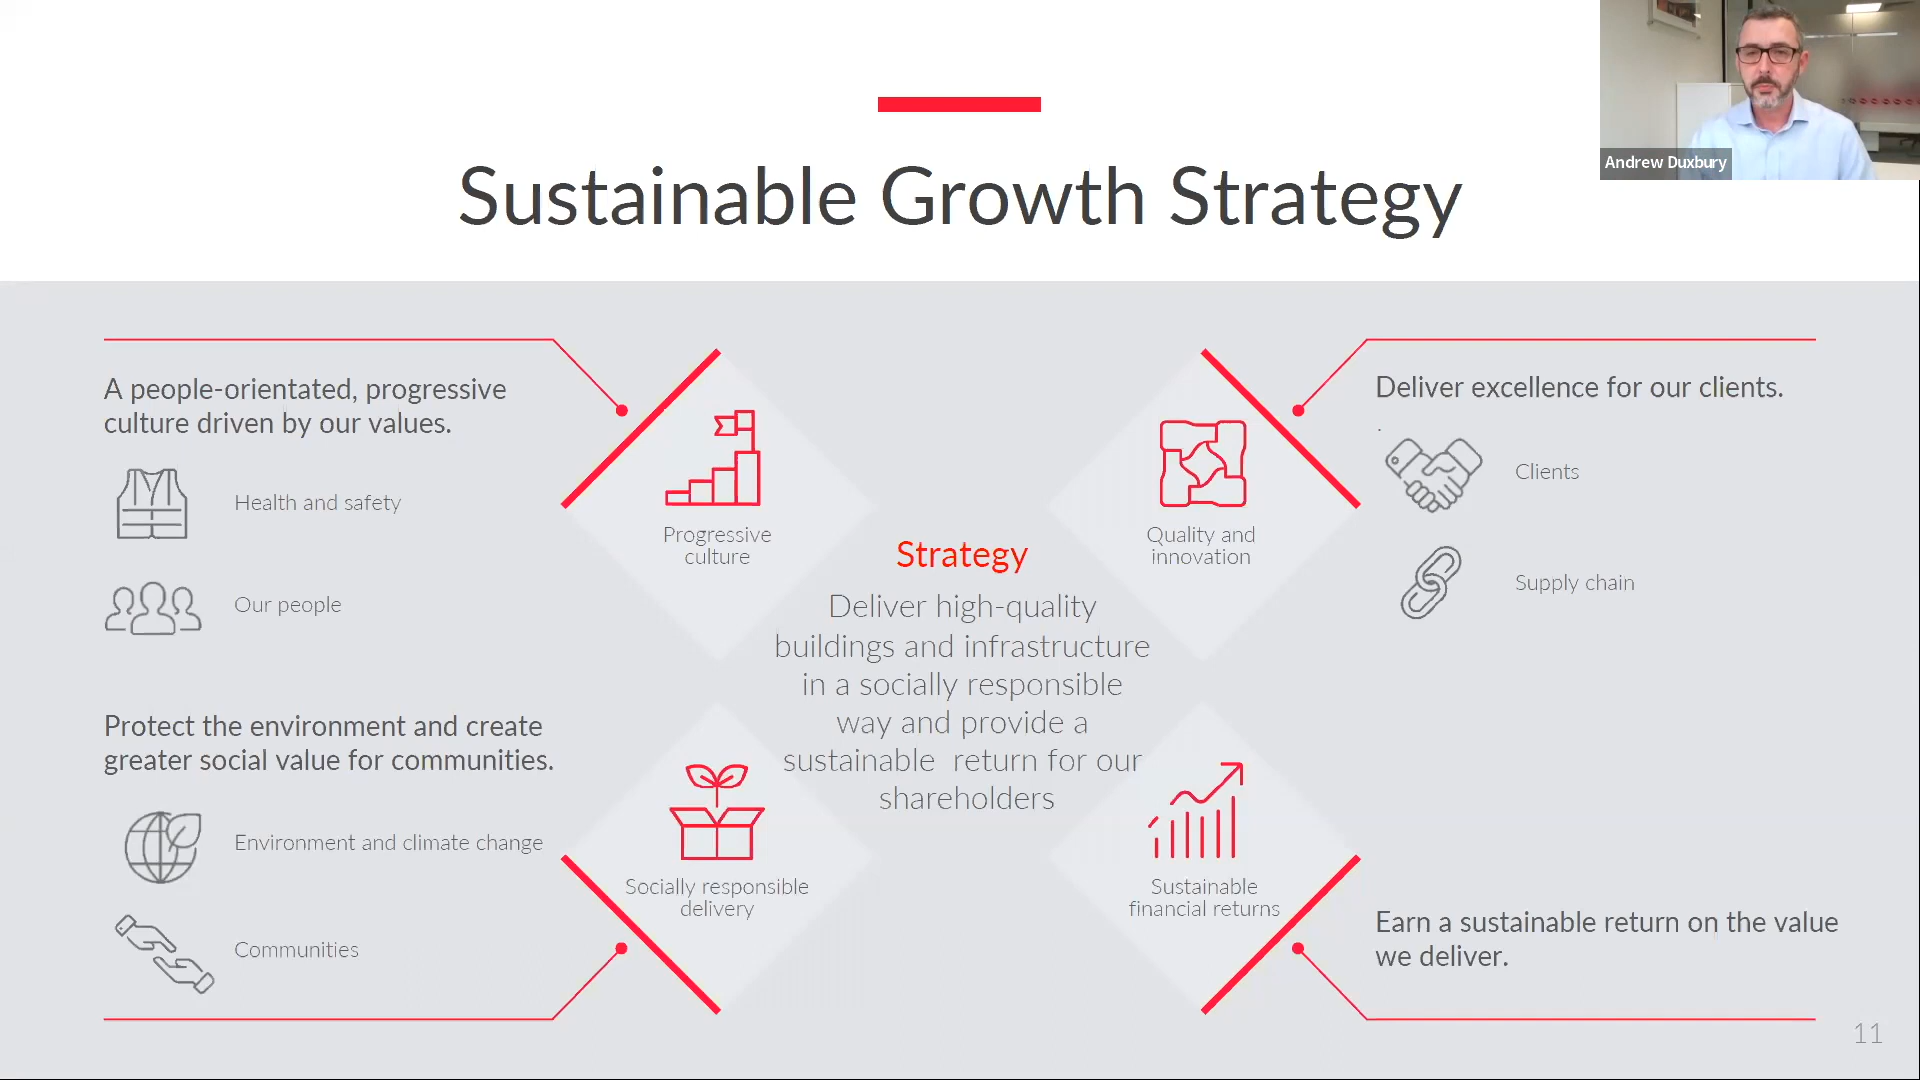 Andrew Duxbury
Sustainable Growth Strategy
A people-orientated, progressive
culture driven by our values.
Health and safety
Our people
Progressive
culture
Quality and
innovation
Deliver excellence for our clients.
.
Clients
Supply chain
Strategy
Deliver high-quality
buildings and infrastructure
in a socially responsible
way and provide a
sustainable  return for our
shareholders
Protect the environment and create
greater social value for communities.
Environment and climate change
Communities
Socially responsible
delivery
Sustainable
financial returns
Earn a sustainable return on the value
we deliver.
11